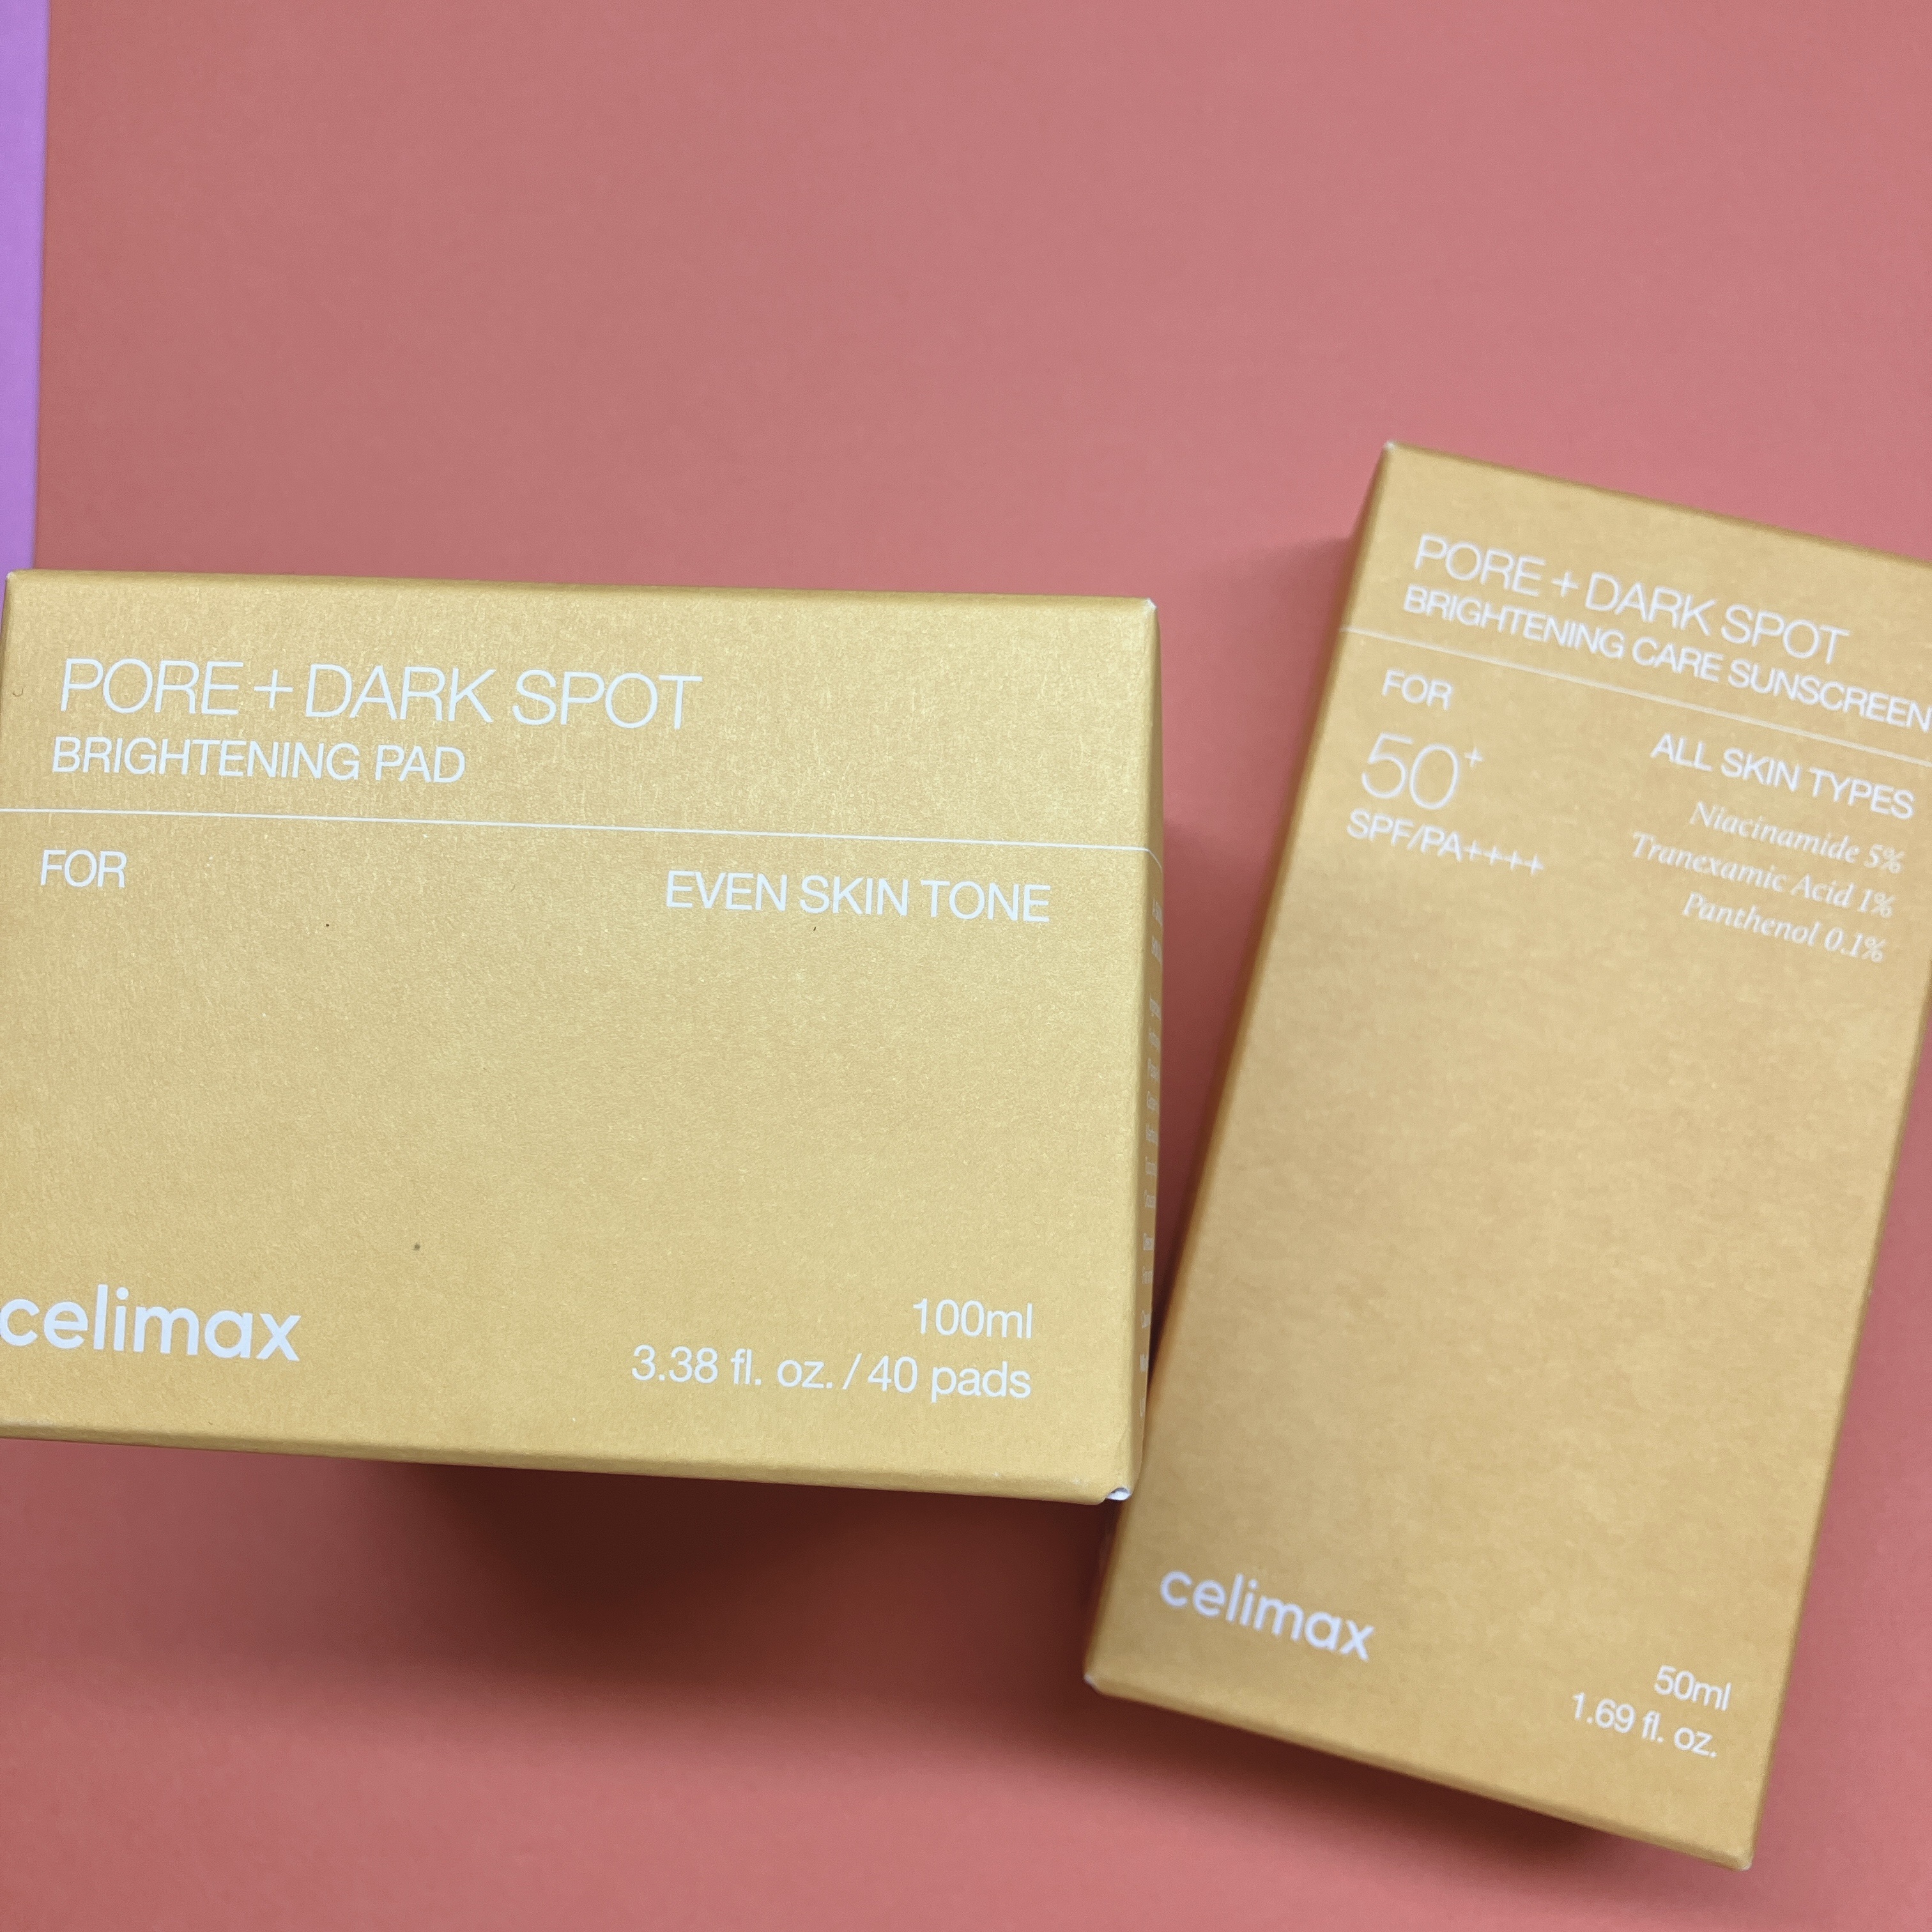 PORE + DARK SPOT
BRIGHTENING PAD
FOR
EVEN SKIN TONE
celimax
100ml
3.38 fl. oz. / 40 pads
PORE + DARK SPOT
BRIGHTENING CARE SUNSCREEN
FOR
ALL SKIN TYPES
50+
SPF/PA++++
Niacinamide 5%
Tranexamic Acid 1%
Panthenol 0.1%
celimax
50ml
1.69 fl. oz.